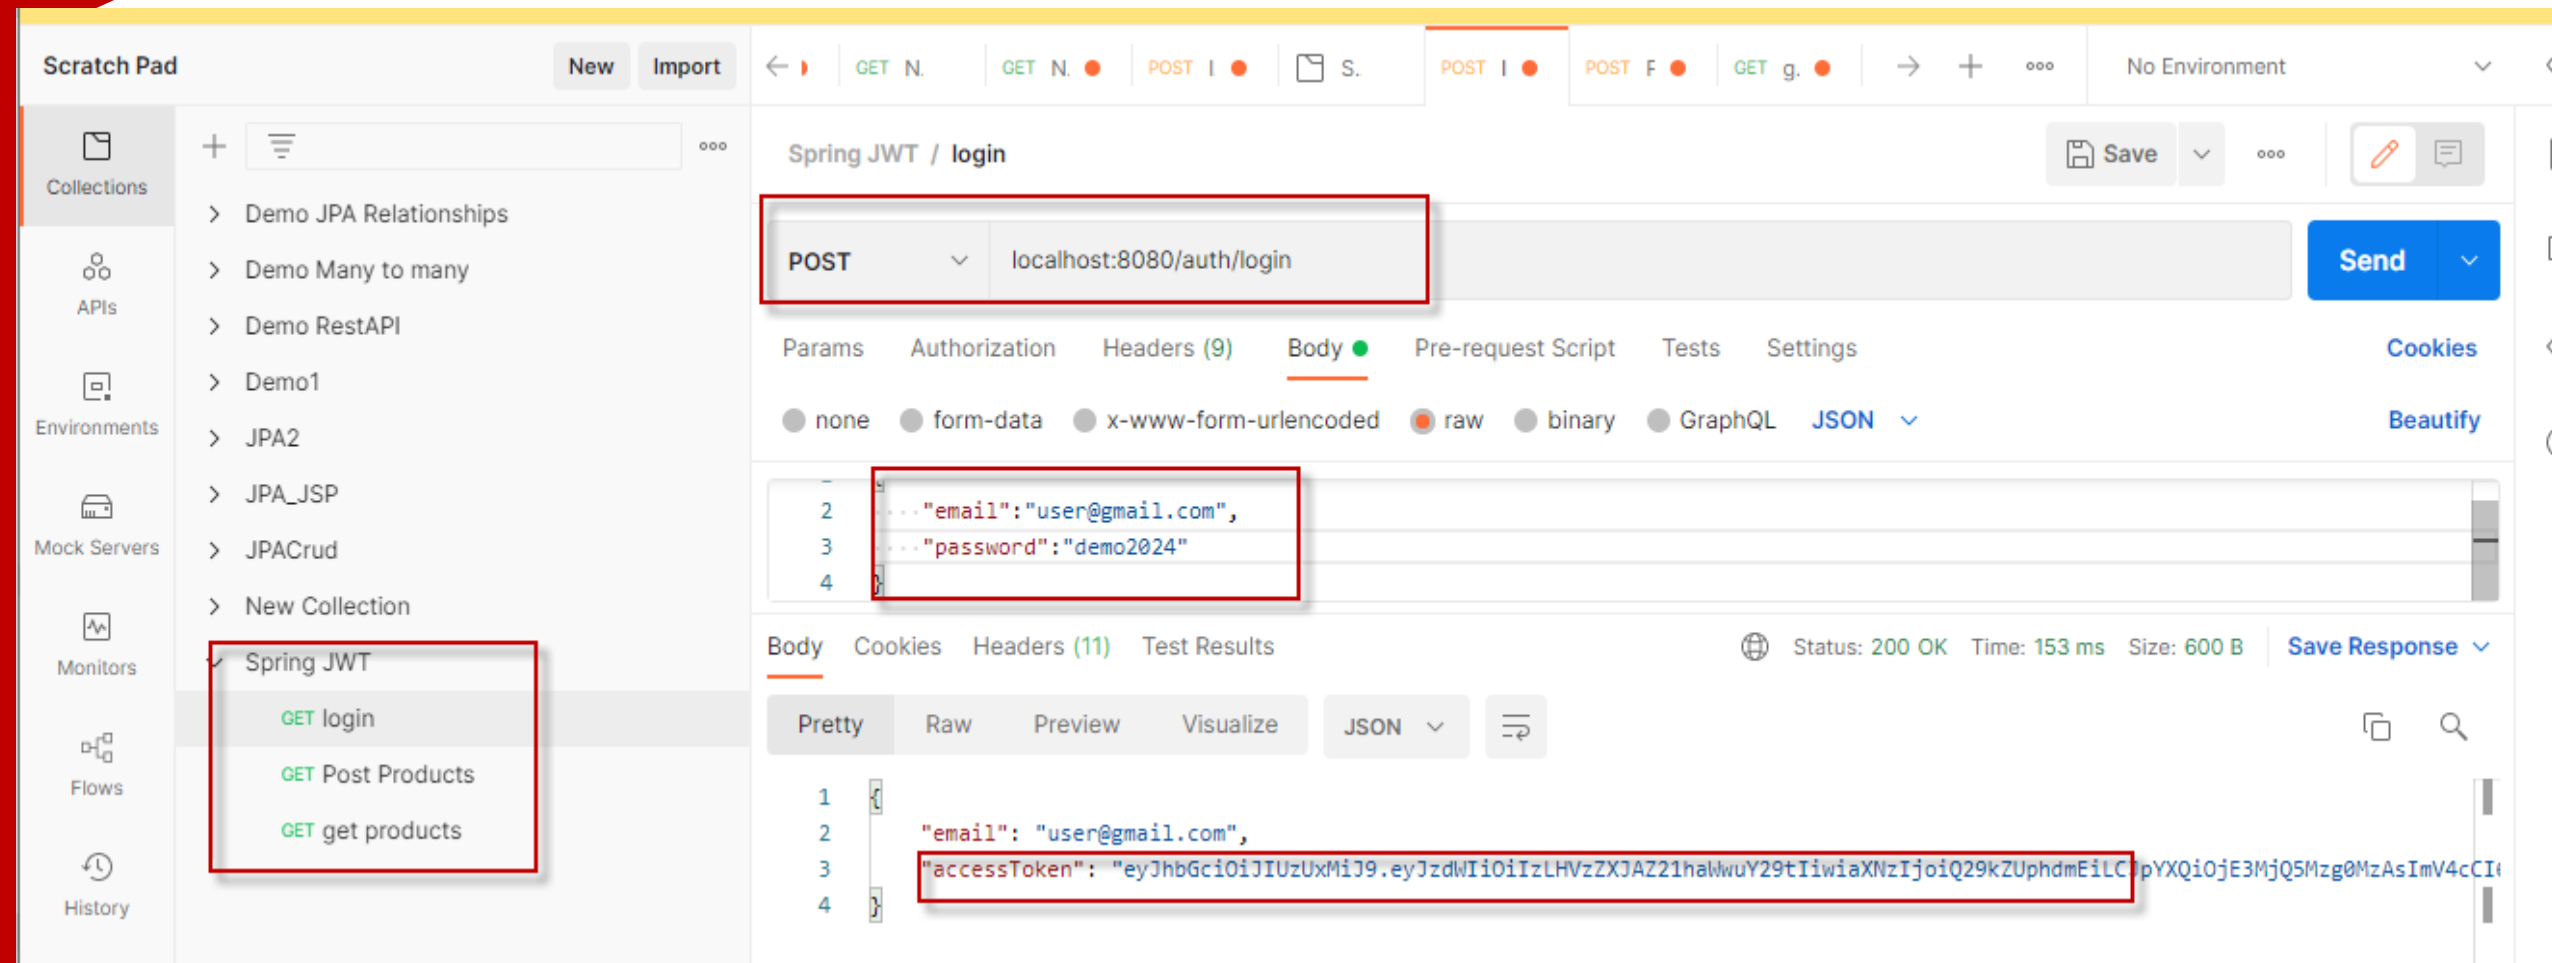 Scratch Pad
New
Import
GET N.
GET N.
POST
S.
POST
POST F
GET g.
No Environment
Collections
Spring JWT / login
Save
Demo JPA Relationships
Demo Many to many
Demo RestAPI
Demo1
JPA2
JPA_JSP
JPACrud
New Collection
Spring JWT
GET login
GET Post Products
GET get products
APIs
Environments
Mock Servers
Monitors
Flows
History
POST
localhost:8080/auth/login
Send
Params Authorization Headers (9) Body Pre-request Script Tests Settings Cookies
none form-data x-www-form-urlencoded raw binary GraphQL JSON Beautify
2 "email":"user@gmail.com",
3 "password":"demo2024"
4 }
Body Cookies Headers (11) Test Results Status: 200 OK Time: 153 ms Size: 600 B Save Response
Pretty Raw Preview Visualize JSON
1 {
2 "email": "user@gmail.com",
3 "accessToken": "eyJhbGciOiJIUzUxMiJ9.eyJzdWIiOiIzLHVzZXJAZ21haWwuY29tIiwiaXNzIjoiQ29kZUphdmEiLCJpYXQiOjE3MjQ5Mzg0MzAsImV4cCI
4 }